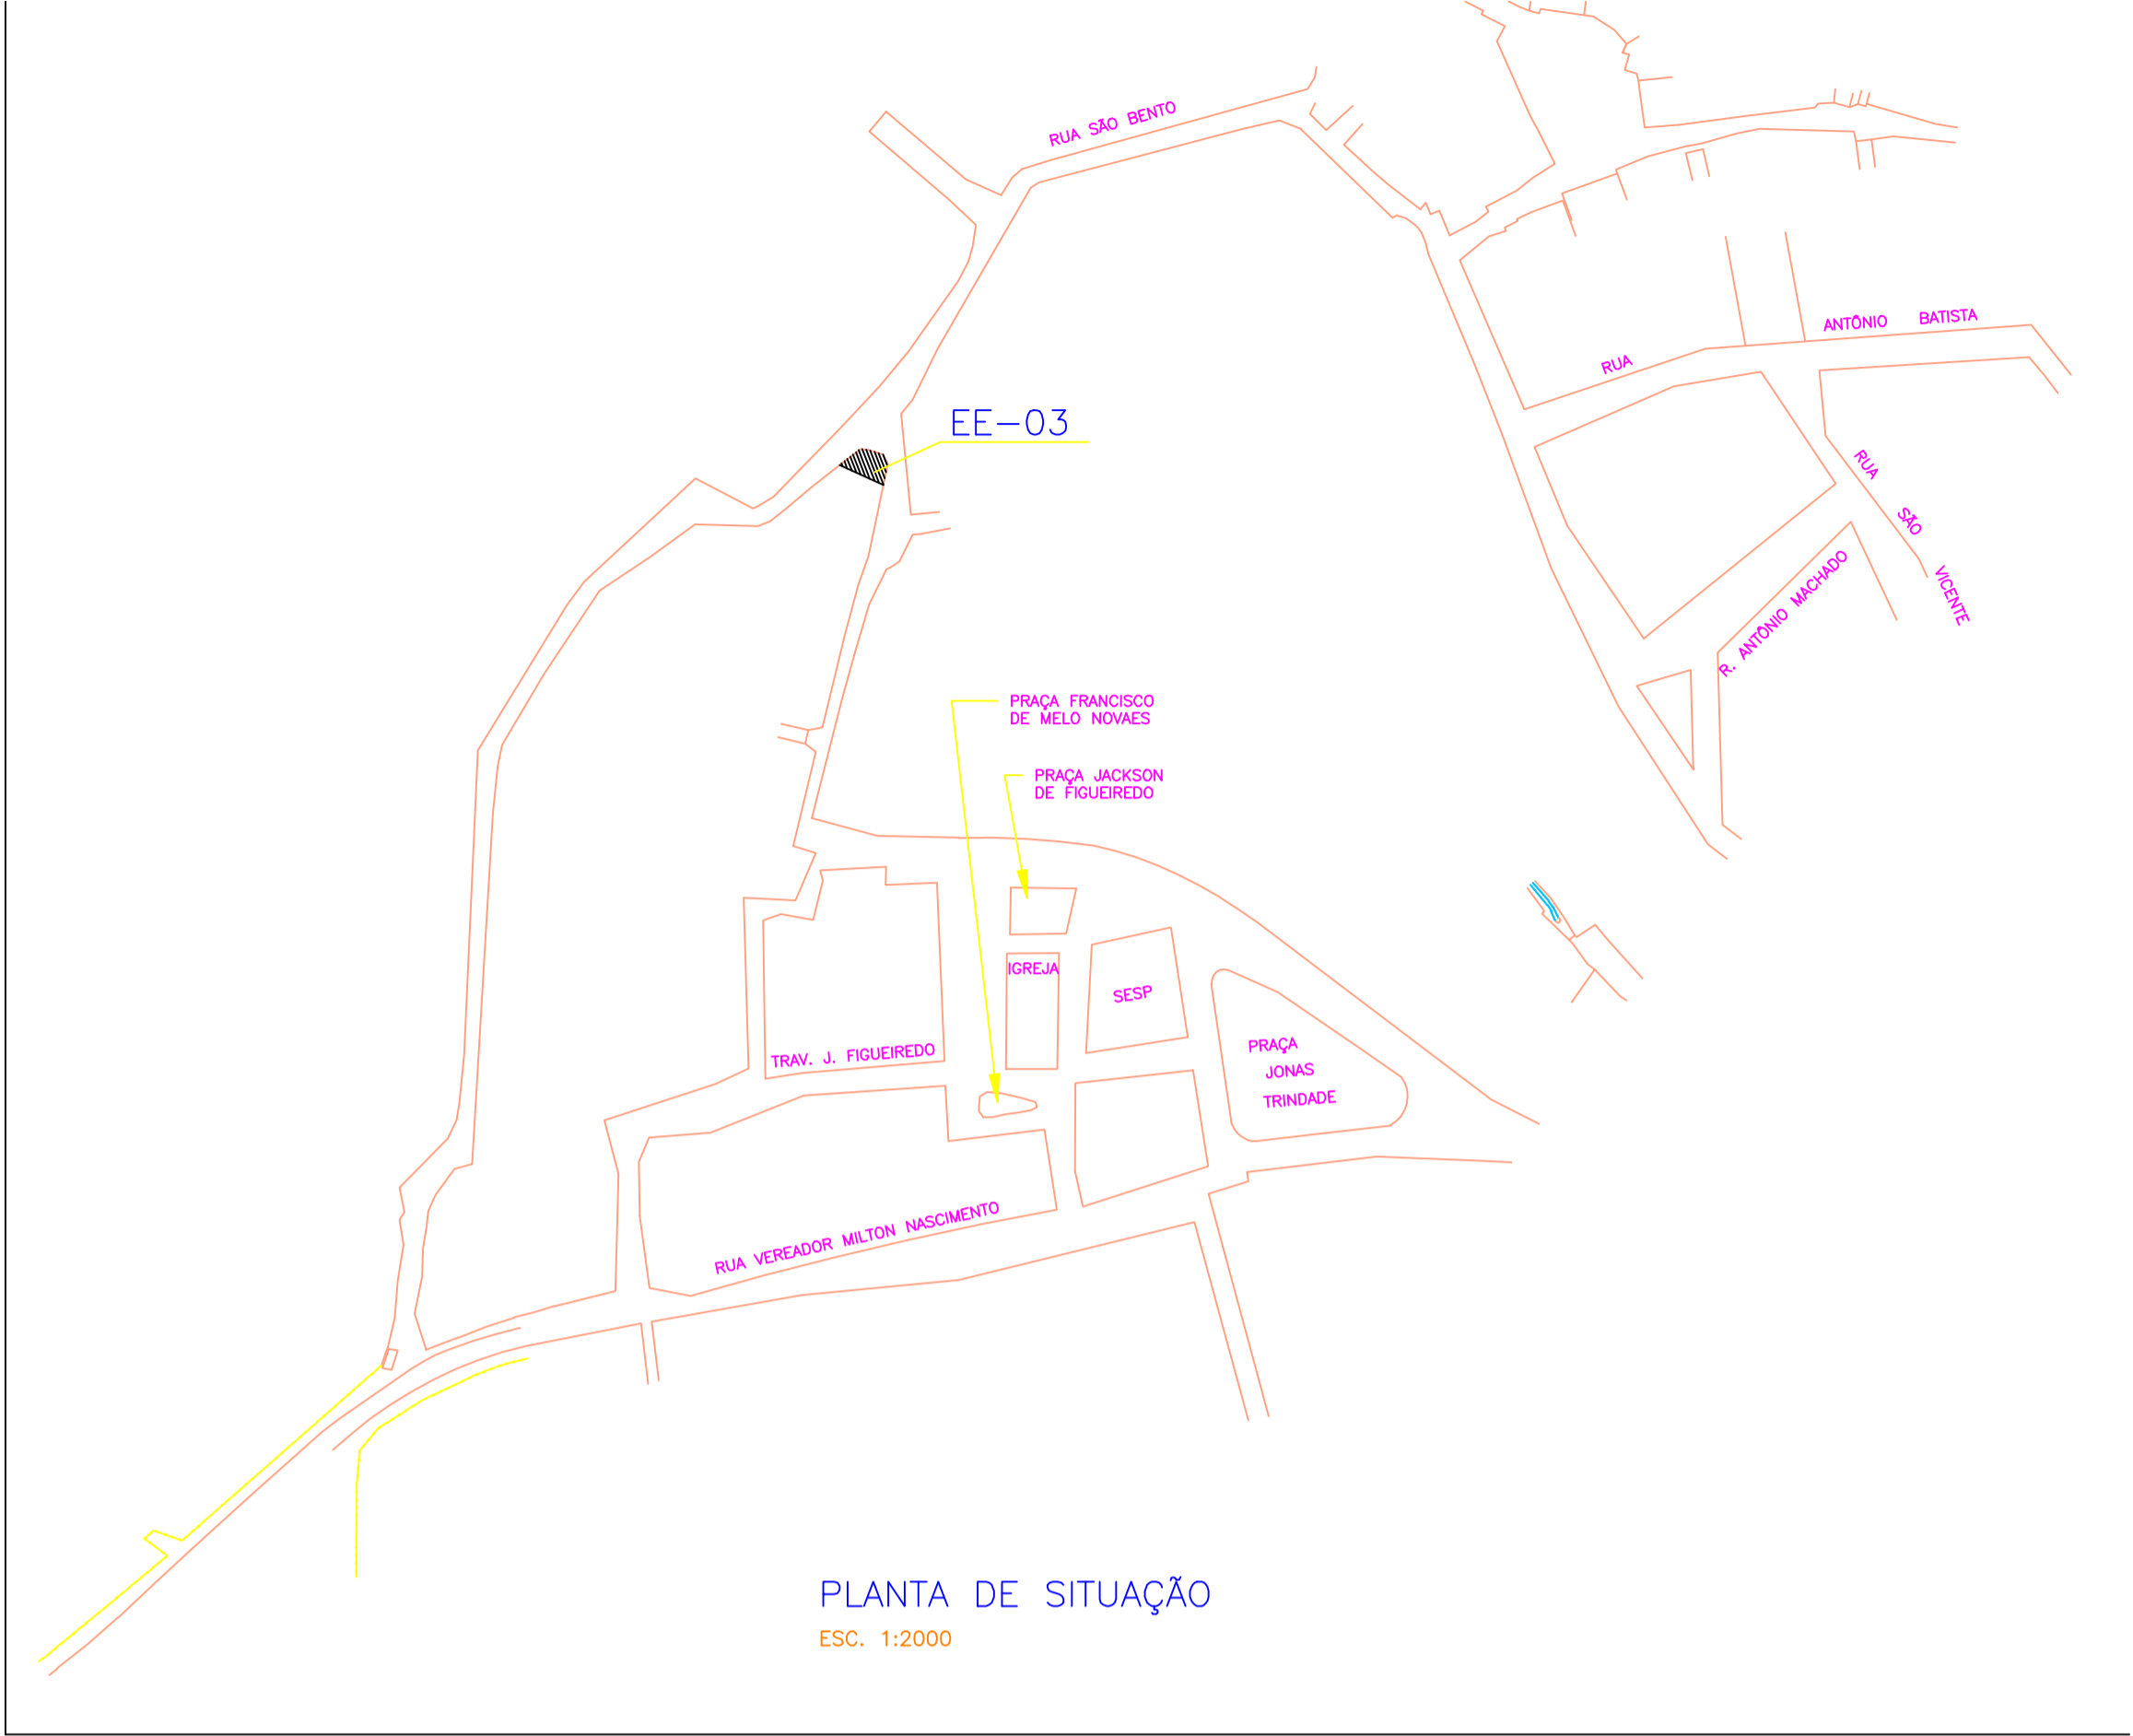 RUA SÃO BENTO
RUA ANTÔNIO BATISTA
EE-03
RUA SÃO VICENTE
R. ANTÔNIO MACHADO
PRAÇA FRANCISCO
DE MELO NOVAES
PRAÇA JACKSON
DE FIGUEIREDO
IGREJA
SESP
TRAV. J. FIGUEIREDO
PRAÇA
JONAS
TRINDADE
RUA VEREADOR MILTON NASCIMENTO
PLANTA DE SITUAÇÃO
ESC. 1:2000